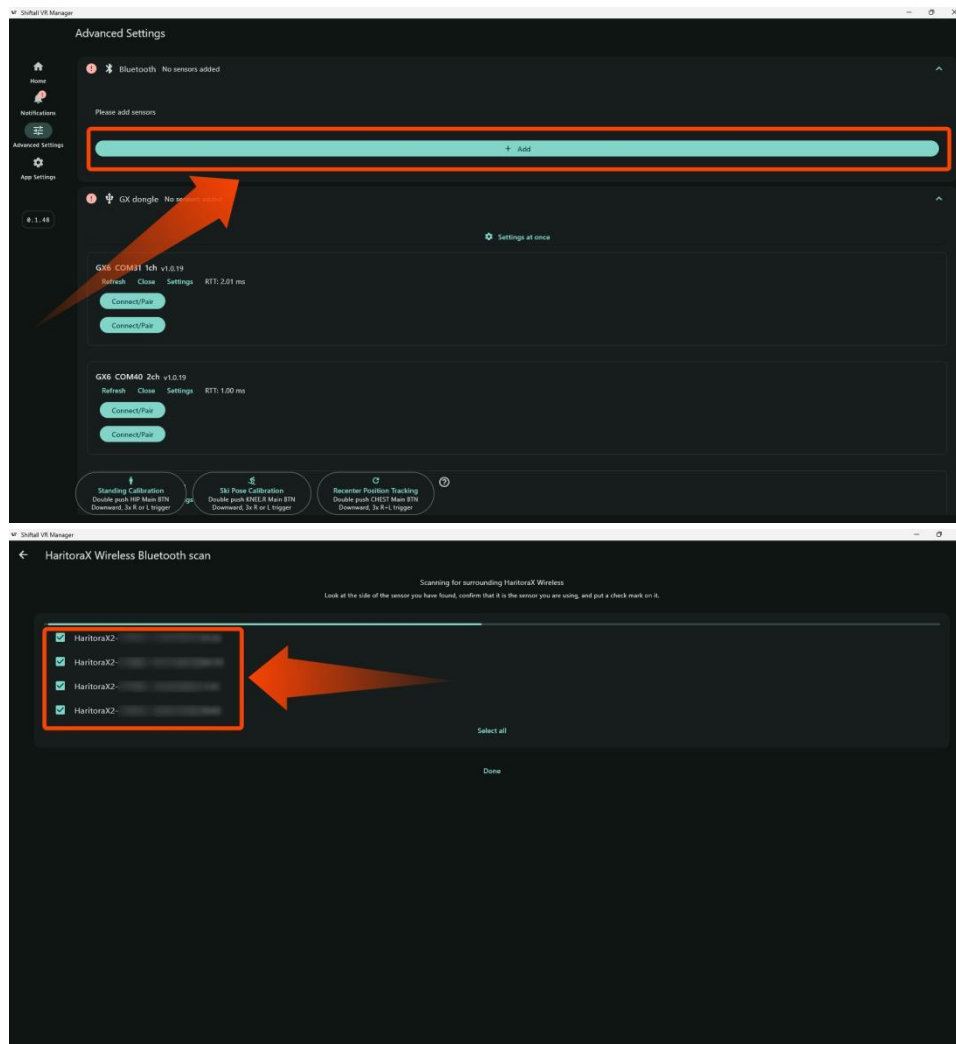 Shiftall VR Manager
Advanced Settings
Home
Notifications
Advanced Settings
App Settings
0.1.48
Bluetooth No sensors added
Please add sensors
+ Add
GX dongle No sensors added
Settings at once
GX6 COM31 1ch v1.0.19
Refresh Close Settings RTT: 2.01 ms
Connect/Pair
Connect/Pair
GX6 COM40 2ch v1.0.19
Refresh Close Settings RTT: 1.00 ms
Connect/Pair
Connect/Pair
Standing Calibration
Double push HIP Main BTN
Downward, 3x R or L trigger
Ski Pose Calibration
Double push KNEE.R Main BTN
Downward, 3x R or L trigger
Recenter Position Tracking
Double push CHEST Main BTN
Downward, 3x R+L trigger
Shiftall VR Manager
HaritoraX Wireless Bluetooth scan
Scanning for surrounding HaritoraX Wireless
Look at the side of the sensor you have found, confirm that it is the sensor you are using, and put a check mark on it.
HaritoraX2-
HaritoraX2-
HaritoraX2-
HaritoraX2-
Select all
Done